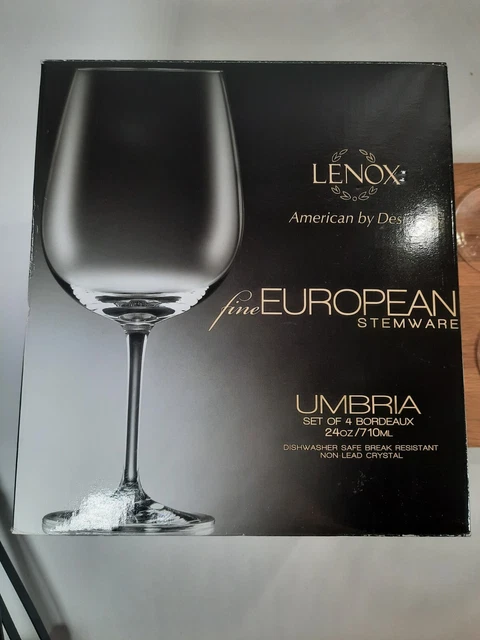 LENOX
American by Design
fine EUROPEAN
STEMWARE
UMBRIA
SET OF 4 BORDEAUX
24OZ/710ML
DISHWASHER SAFE BREAK RESISTANT
NON LEAD CRYSTAL